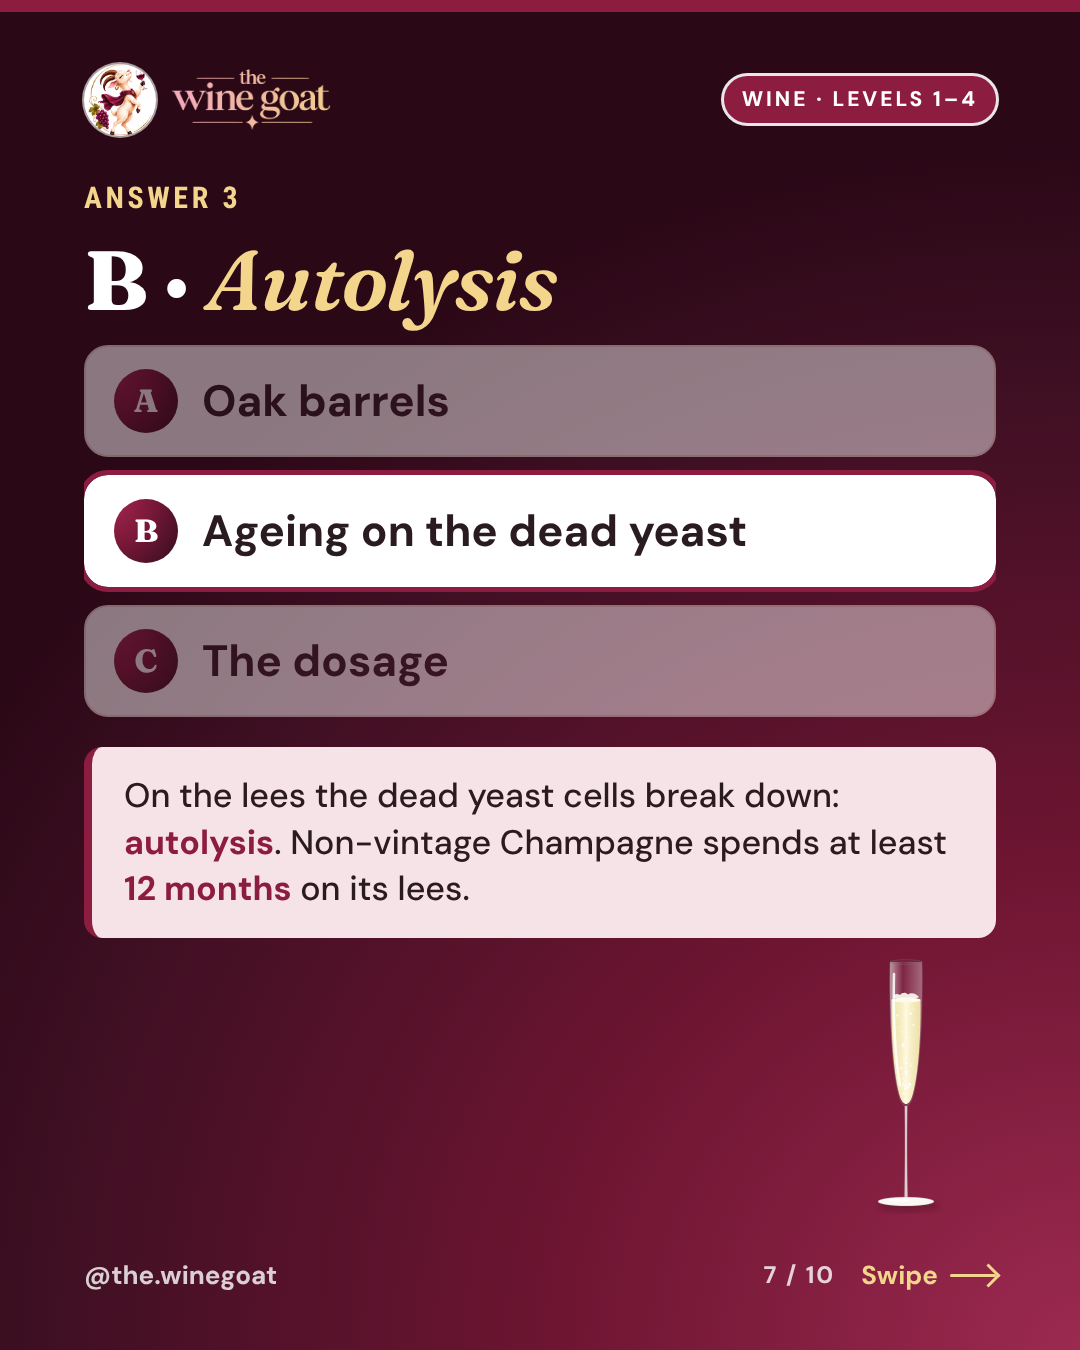 the
wine goat
WINE · LEVELS 1–4
ANSWER 3
B · Autolysis
A Oak barrels
B Ageing on the dead yeast
C The dosage
On the lees the dead yeast cells break down:
autolysis. Non-vintage Champagne spends at least
12 months on its lees.
@the.winegoat
7 / 10 Swipe